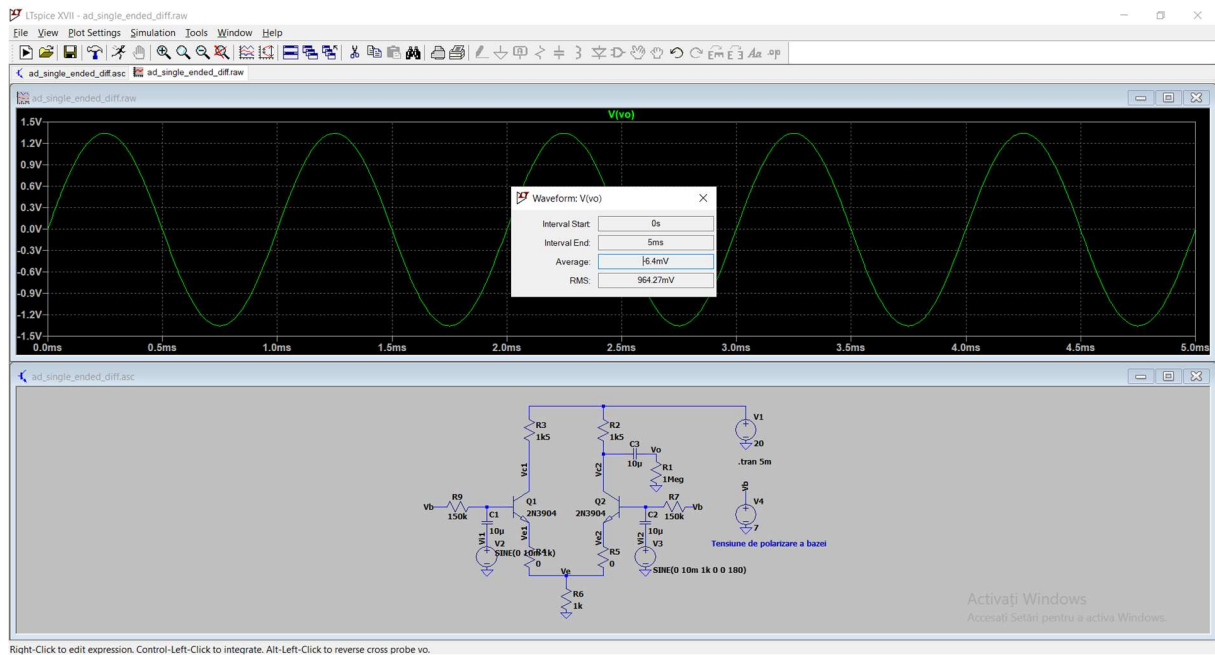 LTspice XVII - ad_single_ended_diff.raw
File View Plot Settings Simulation Tools Window Help
ad_single_ended_diff.asc ad_single_ended_diff.raw
ad_single_ended_diff.raw
V(vo)
1.5V
1.2V
0.9V
0.6V
0.3V
0.0V
-0.3V
-0.6V
-0.9V
-1.2V
-1.5V
0.0ms 0.5ms 1.0ms 1.5ms 2.0ms 2.5ms 3.0ms 3.5ms 4.0ms 4.5ms 5.0ms
Waveform: V(vo)
Interval Start: 0s
Interval End: 5ms
Average: -6.4mV
RMS: 964.27mV
ad_single_ended_diff.asc
R3
1k5
R2
1k5
V1
20
.tran 5m
C3
10µ
Vo
R1
1Meg
Vc1
Vc2
Vb
R9
150k
Q1
2N3904
Q2
2N3904
R7
150k
Vb
Vb
V4
7
C1
10µ
C2
10µ
Vi1
V2
SINE(0 10m 1k)
Ve1
R4
0
Ve2
R5
0
Vi2
V3
SINE(0 10m 1k 0 0 180)
Tensiune de polarizare a bazei
Ve
R6
1k
Activați Windows
Accesați Setări pentru a activa Windows.
Right-Click to edit expression. Control-Left-Click to integrate. Alt-Left-Click to reverse cross probe vo.